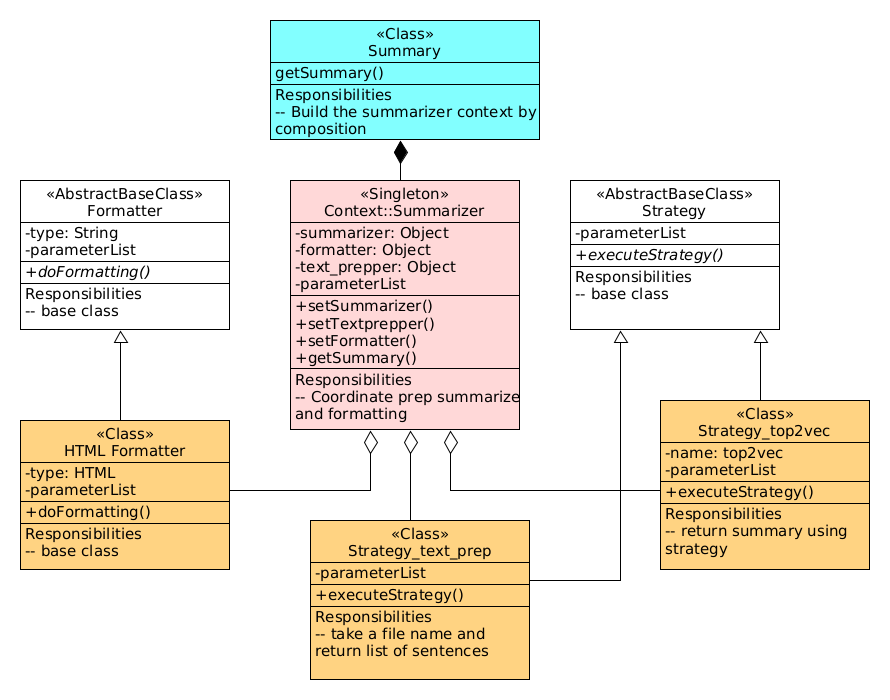 «Class»
Summary
getSummary()
Responsibilities
-- Build the summarizer context by
composition
«AbstractBaseClass»
Formatter
-type: String
-parameterList
+doFormatting()
Responsibilities
-- base class
«Singleton»
Context::Summarizer
-summarizer: Object
-formatter: Object
-text_prepper: Object
-parameterList
+setSummarizer()
+setTextprepper()
+setFormatter()
+getSummary()
Responsibilities
-- Coordinate prep summarize
and formatting
«AbstractBaseClass»
Strategy
-parameterList
+executeStrategy()
Responsibilities
-- base class
«Class»
HTML Formatter
-type: HTML
-parameterList
+doFormatting()
Responsibilities
-- base class
«Class»
Strategy_text_prep
-parameterList
+executeStrategy()
Responsibilities
-- take a file name and
return list of sentences
«Class»
Strategy_top2vec
-name: top2vec
-parameterList
+executeStrategy()
Responsibilities
-- return summary using
strategy